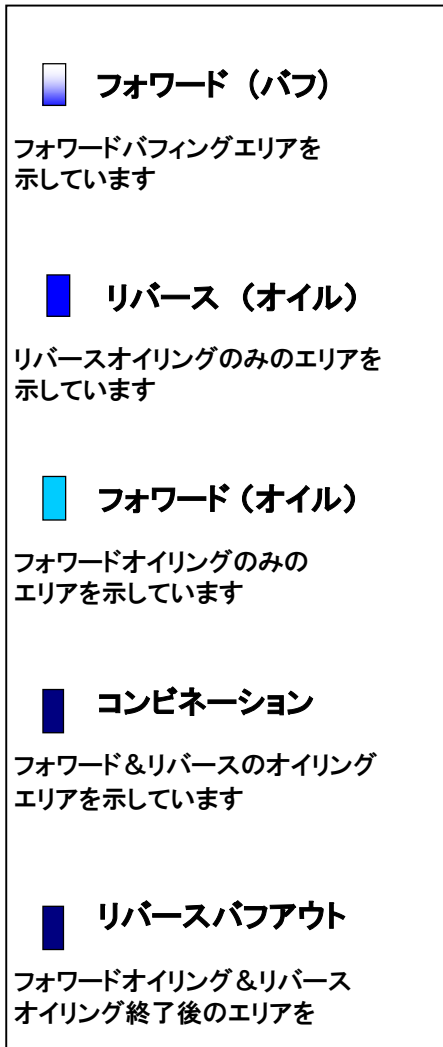 フォワード（バフ）
フォワードバフィングエリアを
示しています
リバース（オイル）
リバースオイリングのみのエリアを
示しています
フォワード（オイル）
フォワードオイリングのみの
エリアを示しています
コンビネーション
フォワード＆リバースのオイリング
エリアを示しています
リバースバフアウト
フォワードオイリング＆リバース
オイリング終了後のエリアを